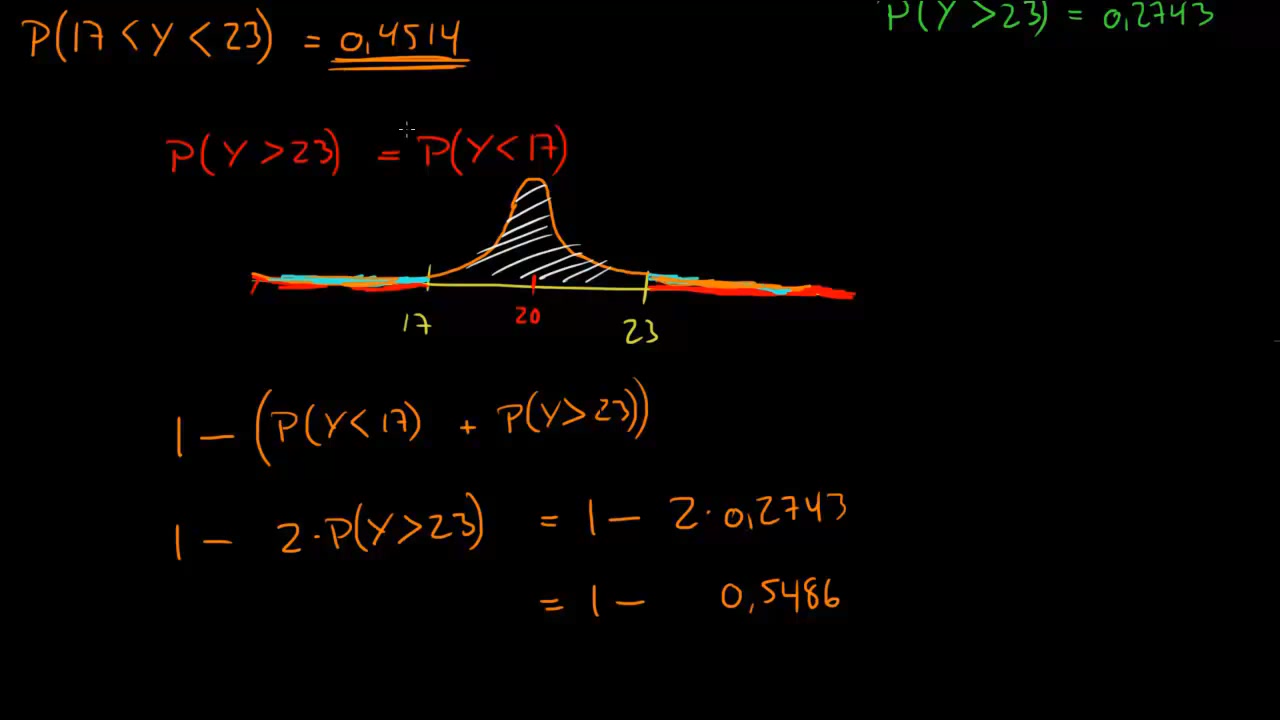 P(17 < Y < 23) = 0,4514
P(Y > 23) = 0,2743
P(Y > 23) = P(Y < 17)
17 20 23
1 − (P(Y < 17) + P(Y > 23))
1 − 2 · P(Y > 23) = 1 − 2 · 0,2743
= 1 − 0,5486